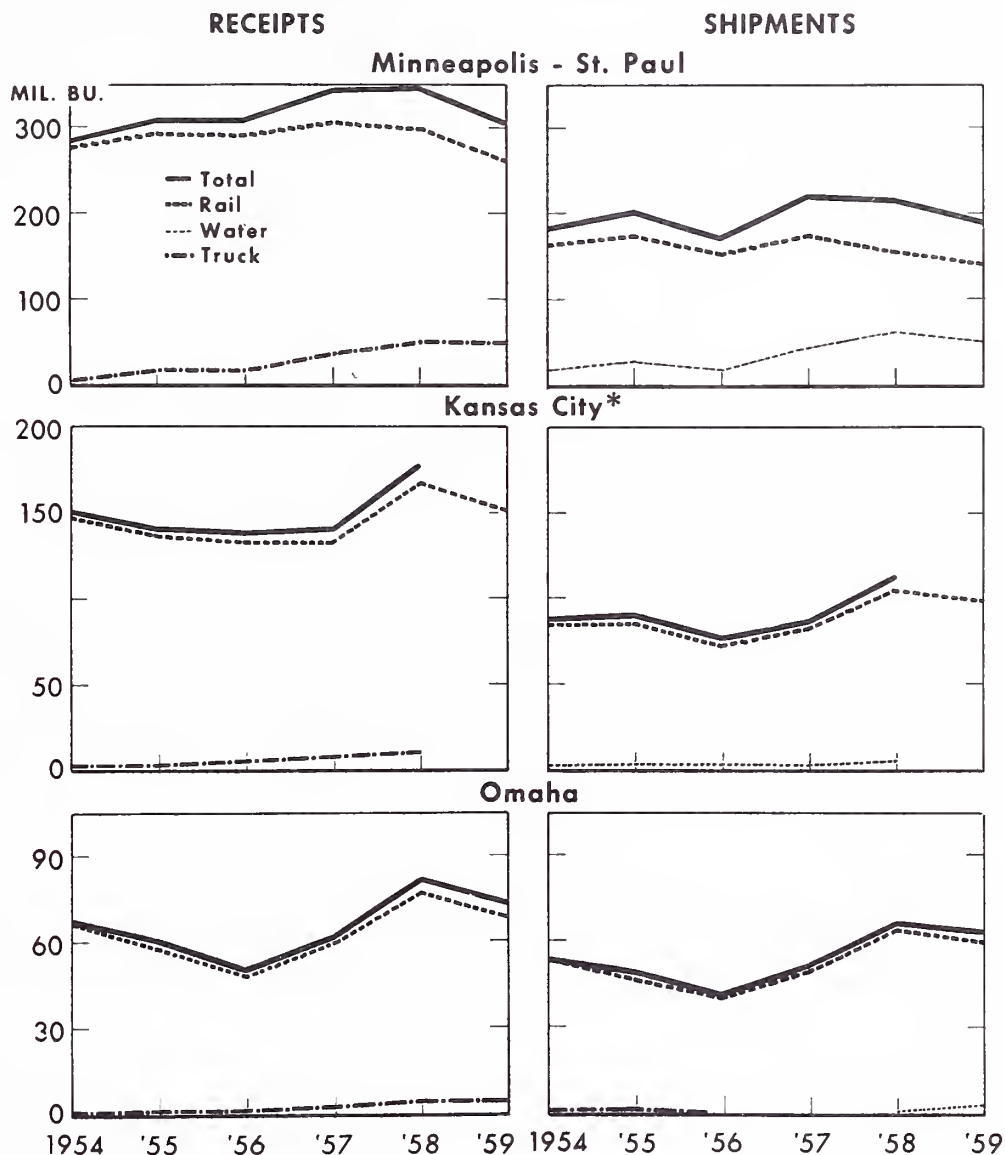 RECEIPTS SHIPMENTS
Minneapolis - St. Paul
MIL. BU.
300
Total
Rail
200
Water
Truck
100
0
Kansas City*
200
150
50
0
Omaha
90
60
30
0
1954 '55 '56 '57 '58 '59 1954 '55 '56 '57 '58 '59